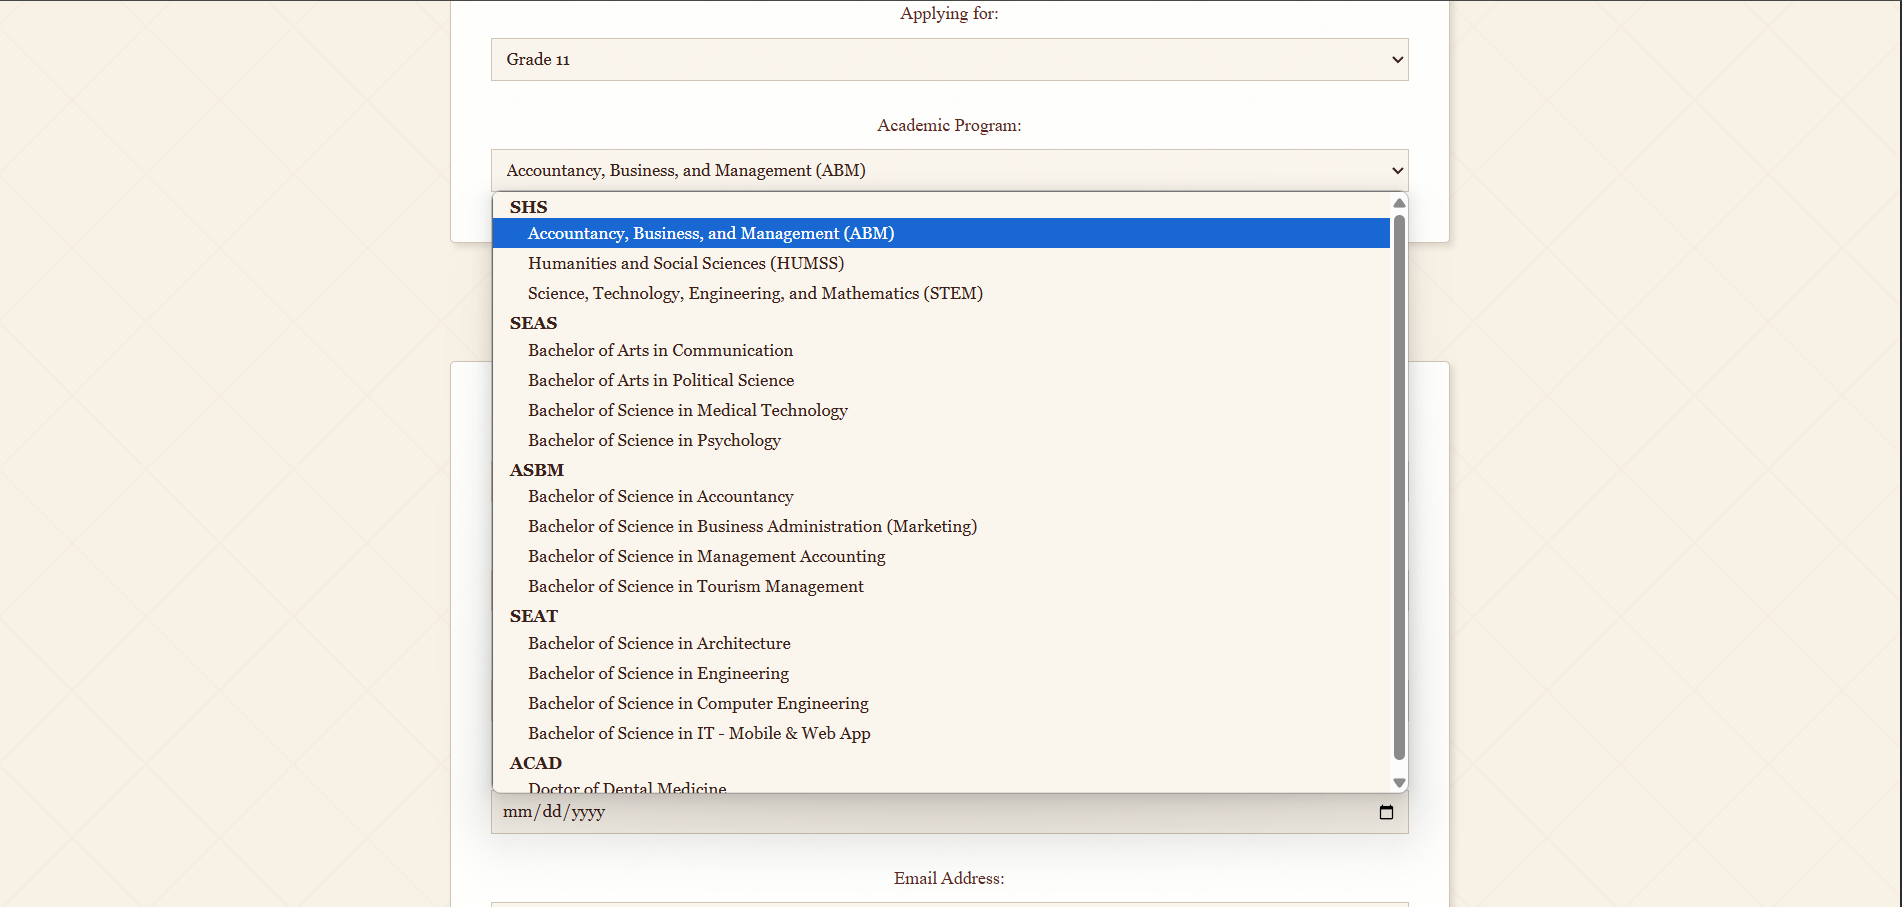 Applying for:
Grade 11
Academic Program:
Accountancy, Business, and Management (ABM)
SHS
Accountancy, Business, and Management (ABM)
Humanities and Social Sciences (HUMSS)
Science, Technology, Engineering, and Mathematics (STEM)
SEAS
Bachelor of Arts in Communication
Bachelor of Arts in Political Science
Bachelor of Science in Medical Technology
Bachelor of Science in Psychology
ASBM
Bachelor of Science in Accountancy
Bachelor of Science in Business Administration (Marketing)
Bachelor of Science in Management Accounting
Bachelor of Science in Tourism Management
SEAT
Bachelor of Science in Architecture
Bachelor of Science in Engineering
Bachelor of Science in Computer Engineering
Bachelor of Science in IT - Mobile & Web App
ACAD
Doctor of Dental Medicine
mm/dd/yyyy
Email Address: